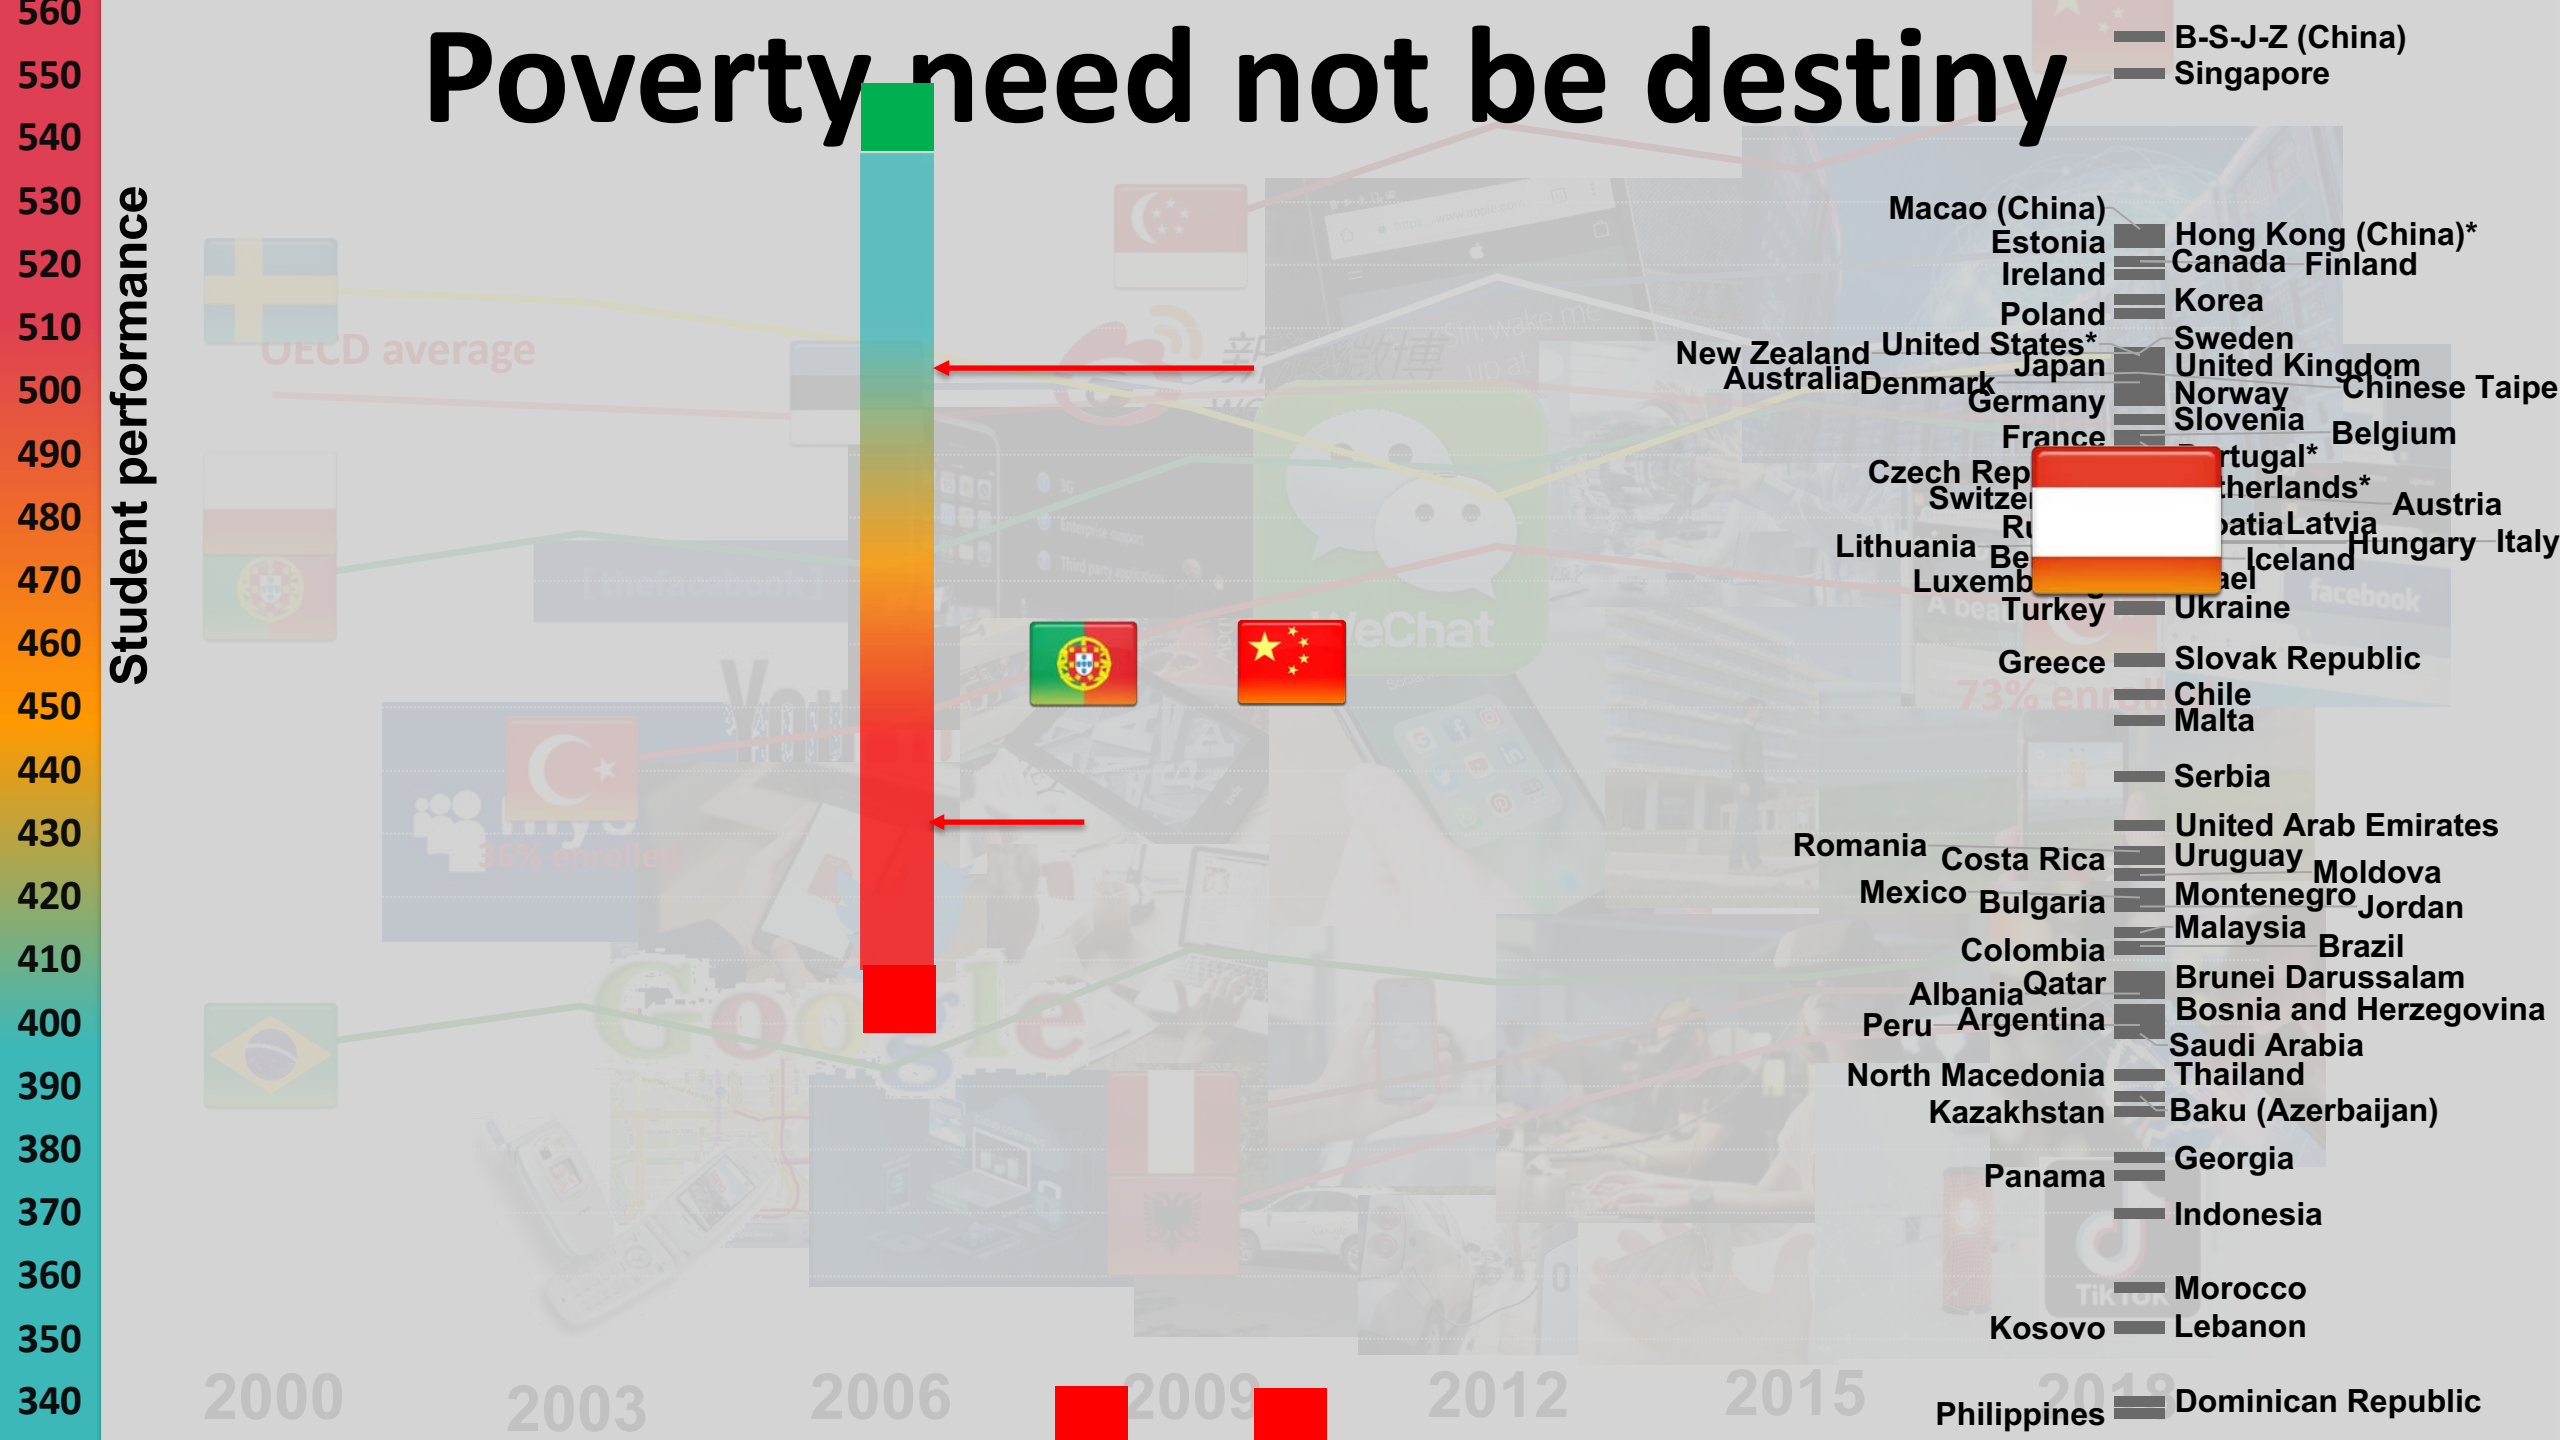 Poverty need not be destiny
560
550
540
530
520
510
500
490
480
470
460
450
440
430
420
410
400
390
380
370
360
350
340
Student performance
OECD average
36% enrolled
Google
WeChat
facebook
TikTok
B-S-J-Z (China)
Singapore
Macao (China)
Hong Kong (China)*
Estonia
Canada Finland
Ireland
Korea
Poland
Sweden
United States*
New Zealand
United Kingdom
Japan
Australia
Denmark
Chinese Taipe
Norway
Germany
Slovenia
Belgium
France
Czech Rep
Austria
Latvia
Lithuania
Hungary
Italy
Iceland
Turkey
Ukraine
Greece
Slovak Republic
Chile
Malta
Serbia
United Arab Emirates
Romania
Uruguay
Costa Rica
Moldova
Mexico
Montenegro
Bulgaria
Jordan
Malaysia
Colombia
Brazil
Brunei Darussalam
Qatar
Albania
Bosnia and Herzegovina
Peru
Argentina
Saudi Arabia
North Macedonia
Thailand
Kazakhstan
Baku (Azerbaijan)
Georgia
Panama
Indonesia
Morocco
Kosovo
Lebanon
Dominican Republic
Philippines
2000
2003
2006
2009
2012
2015
2018